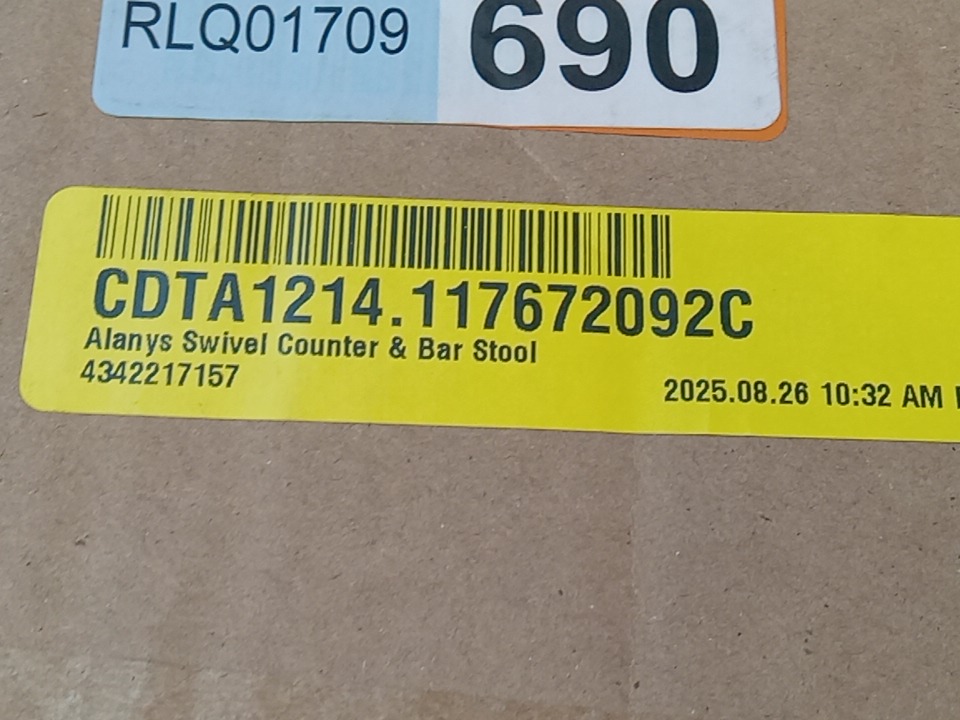 RLQ01709
690
CDTA1214.117672092C
Alanys Swivel Counter & Bar Stool
4342217157
2025.08.26 10:32 AM